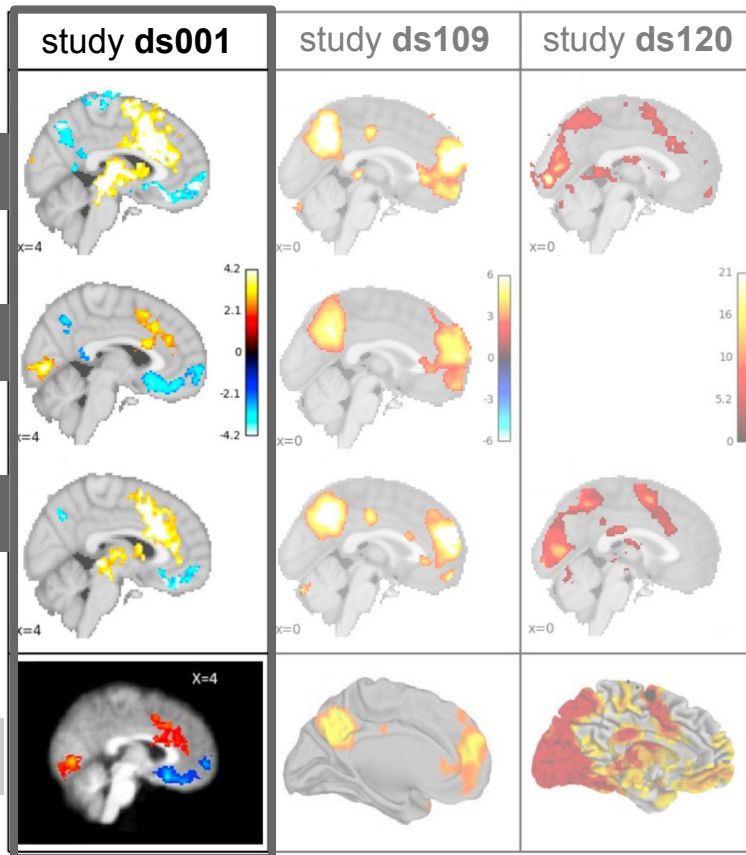 study ds001
study ds109
study ds120
x=4
x=0
x=0
4.2
2.1
0
-2.1
-4.2
x=4
6
3
0
-3
-6
x=0
21
16
10
5.2
0
x=4
x=0
x=0
X=4